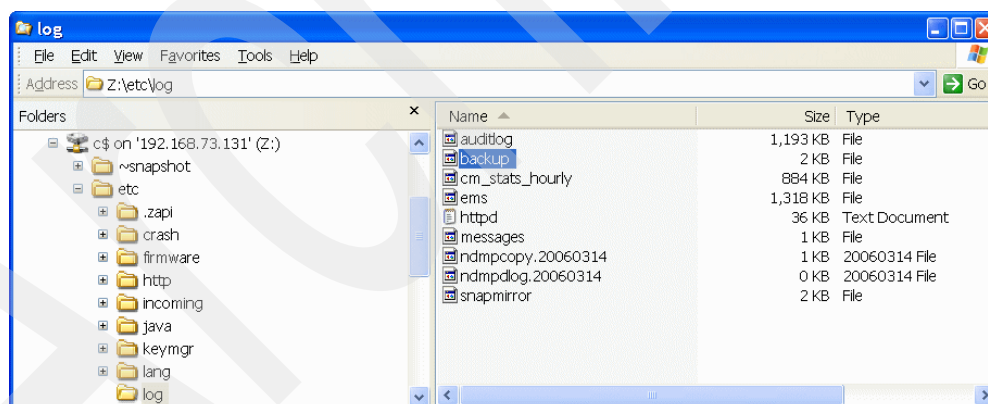 log
File Edit View Favorites Tools Help
Address Z:\etc\log Go
Folders
c$ on '192.168.73.131' (Z:)
~snapshot
etc
.zapi
crash
firmware
http
incoming
java
keymgr
lang
log
Name Size Type
auditlog 1,193 KB File
backup 2 KB File
cm_stats_hourly 884 KB File
ems 1,318 KB File
httpd 36 KB Text Document
messages 1 KB File
ndmpcopy.20060314 1 KB 20060314 File
ndmpdlog.20060314 0 KB 20060314 File
snapmirror 2 KB File